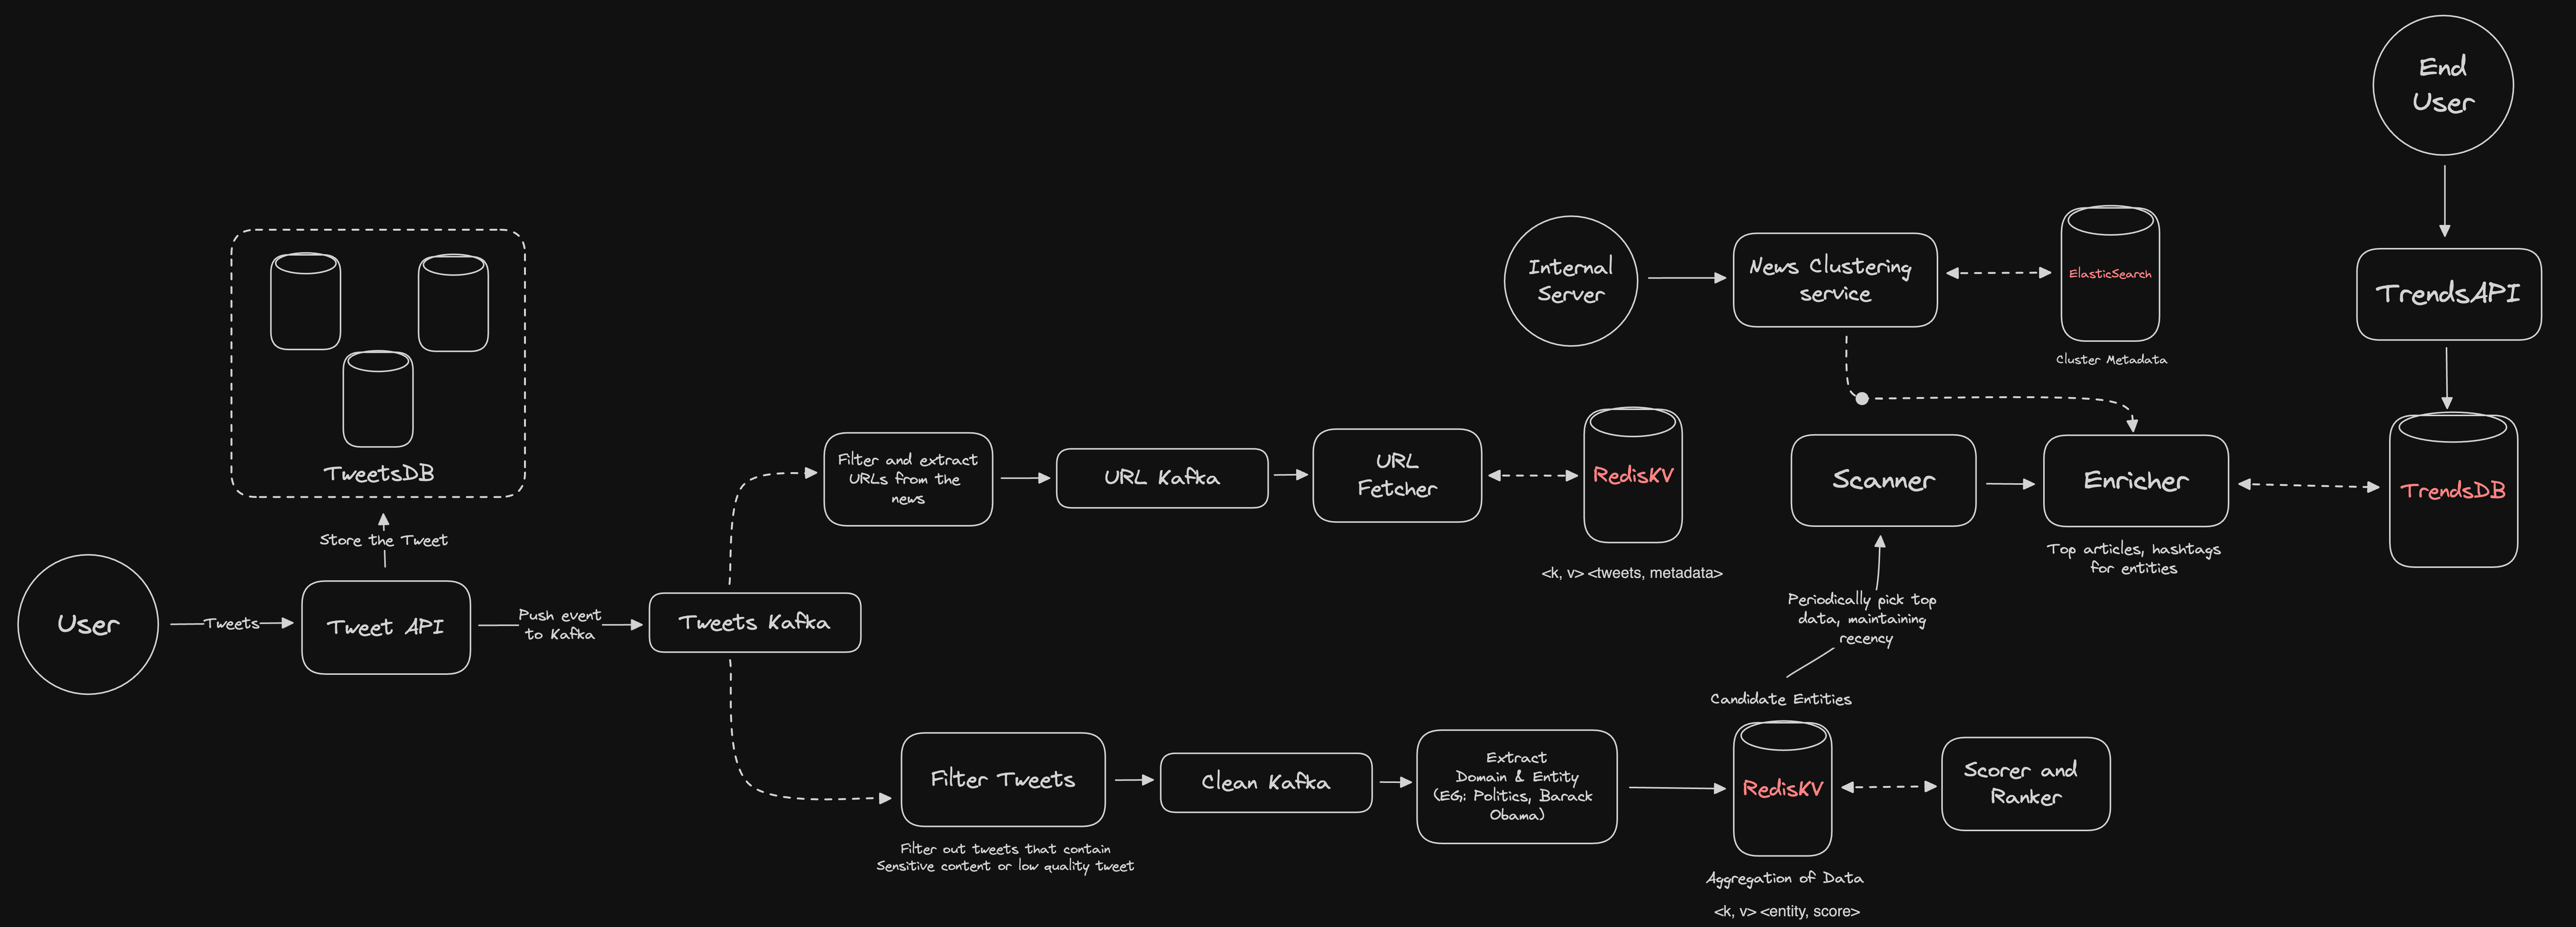 End
User
Internal
Server
News Clustering
service
ElasticSearch
Cluster Metadata
TrendsAPI
TweetsDB
Store the Tweet
Filter and extract
URLs from the
news
URL Kafka
URL
Fetcher
RedisKV
<k, v> <tweets, metadata>
Scanner
Enricher
Top articles, hashtags
for entities
TrendsDB
User
Tweets
Tweet API
Push event
to Kafka
Tweets Kafka
Periodically pick top
data, maintaining
recency
Candidate Entities
Filter Tweets
Filter out tweets that contain
Sensitive content or low quality tweet
Clean Kafka
Extract
Domain & Entity
(EG: Politics, Barack
Obama)
RedisKV
Aggregation of Data
<k, v> <entity, score>
Scorer and
Ranker